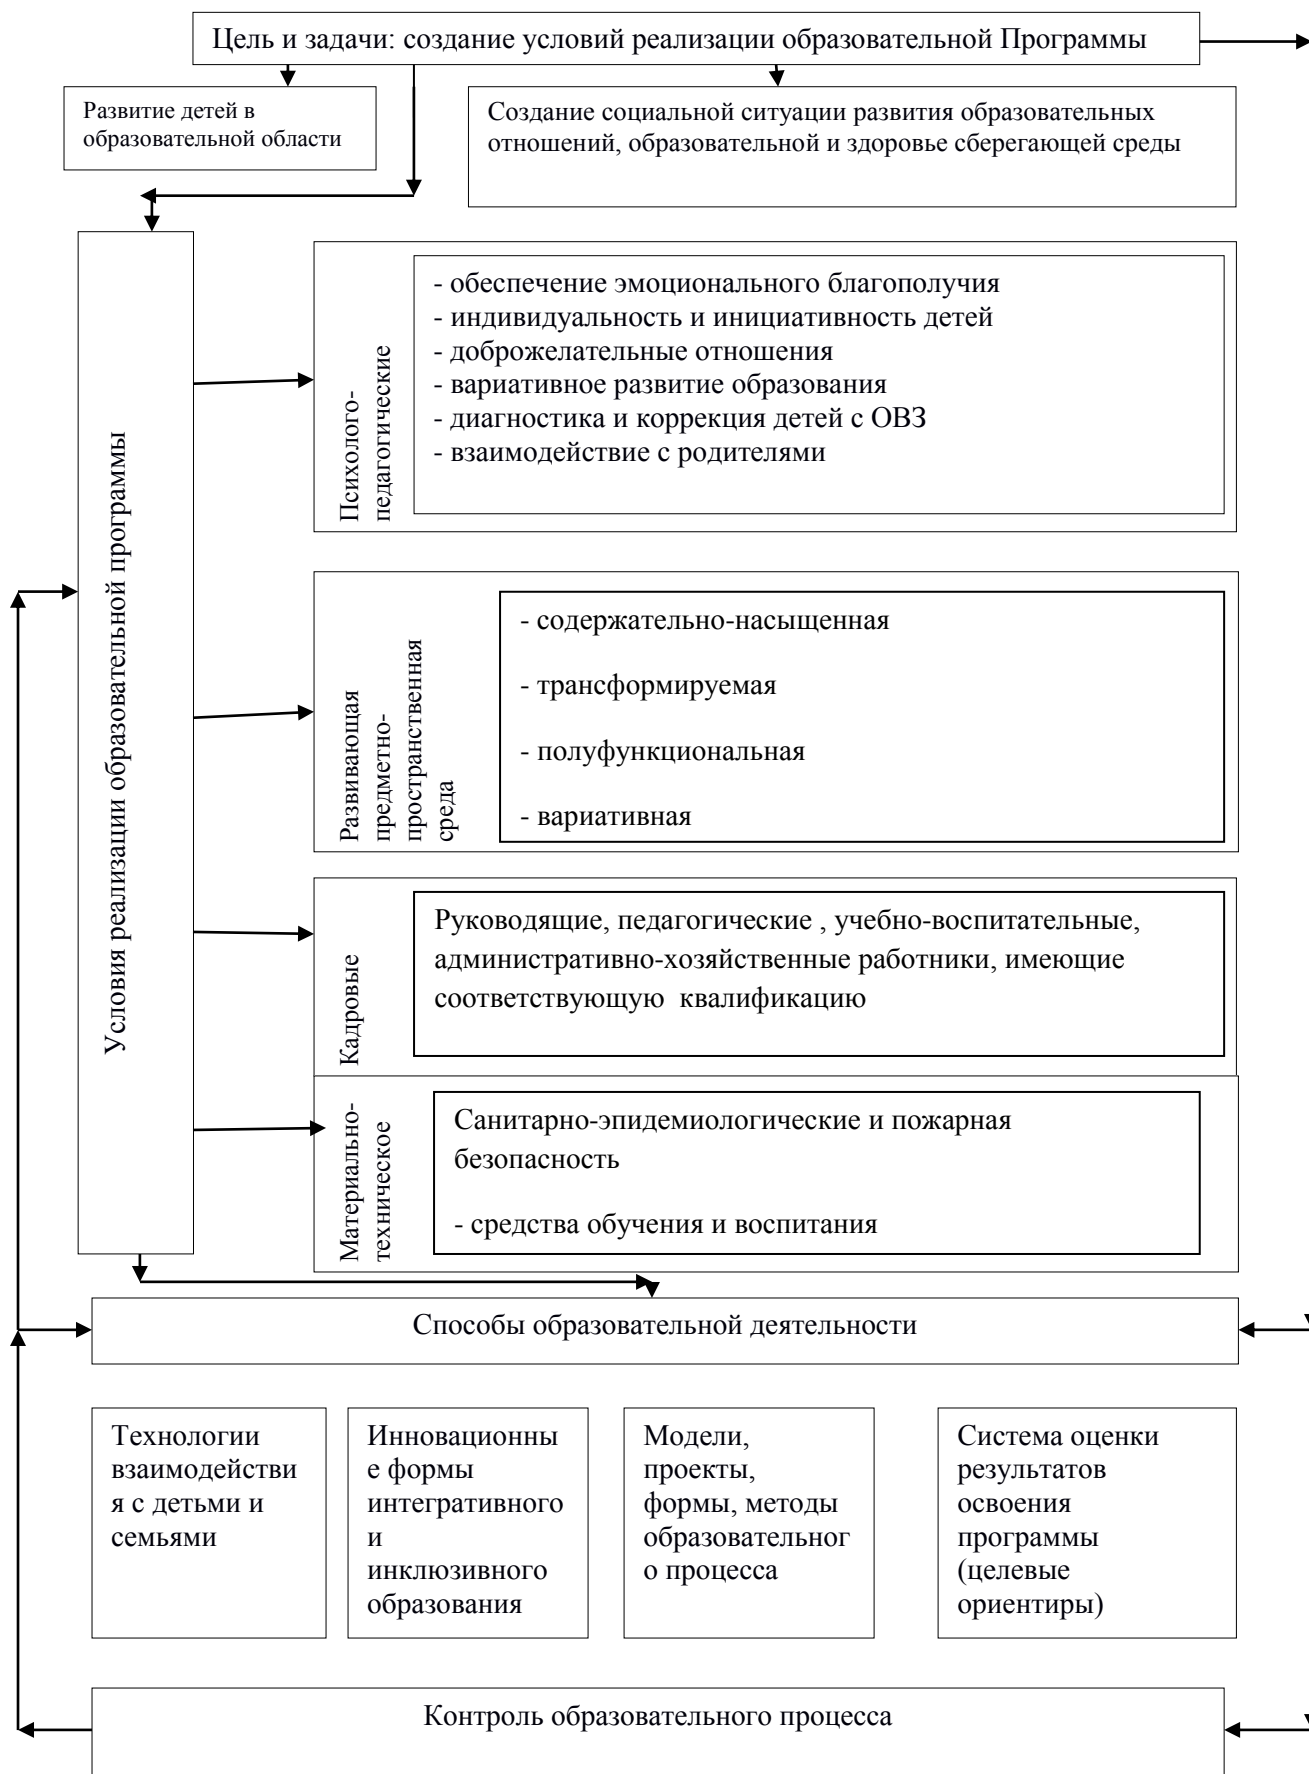 Цель и задачи: создание условий реализации образовательной Программы
Развитие детей в
образовательной области
Создание социальной ситуации развития образовательных
отношений, образовательной и здоровье сберегающей среды
Условия реализации образовательной программы
Психолого-
педагогические
- обеспечение эмоционального благополучия
- индивидуальность и инициативность детей
- доброжелательные отношения
- вариативное развитие образования
- диагностика и коррекция детей с ОВЗ
- взаимодействие с родителями
Развивающая
предметно-
пространственная
среда
- содержательно-насыщенная
- трансформируемая
- полуфункциональная
- вариативная
Кадровые
Руководящие, педагогические , учебно-воспитательные,
административно-хозяйственные работники, имеющие
соответствующую  квалификацию
Материально-
техническое
Санитарно-эпидемиологические и пожарная
безопасность
- средства обучения и воспитания
Способы образовательной деятельности
Технологии
взаимодействи
я с детьми и
семьями
Инновационны
е формы
интегративного
и
инклюзивного
образования
Модели,
проекты,
формы, методы
образовательног
о процесса
Система оценки
результатов
освоения
программы
(целевые
ориентиры)
Контроль образовательного процесса